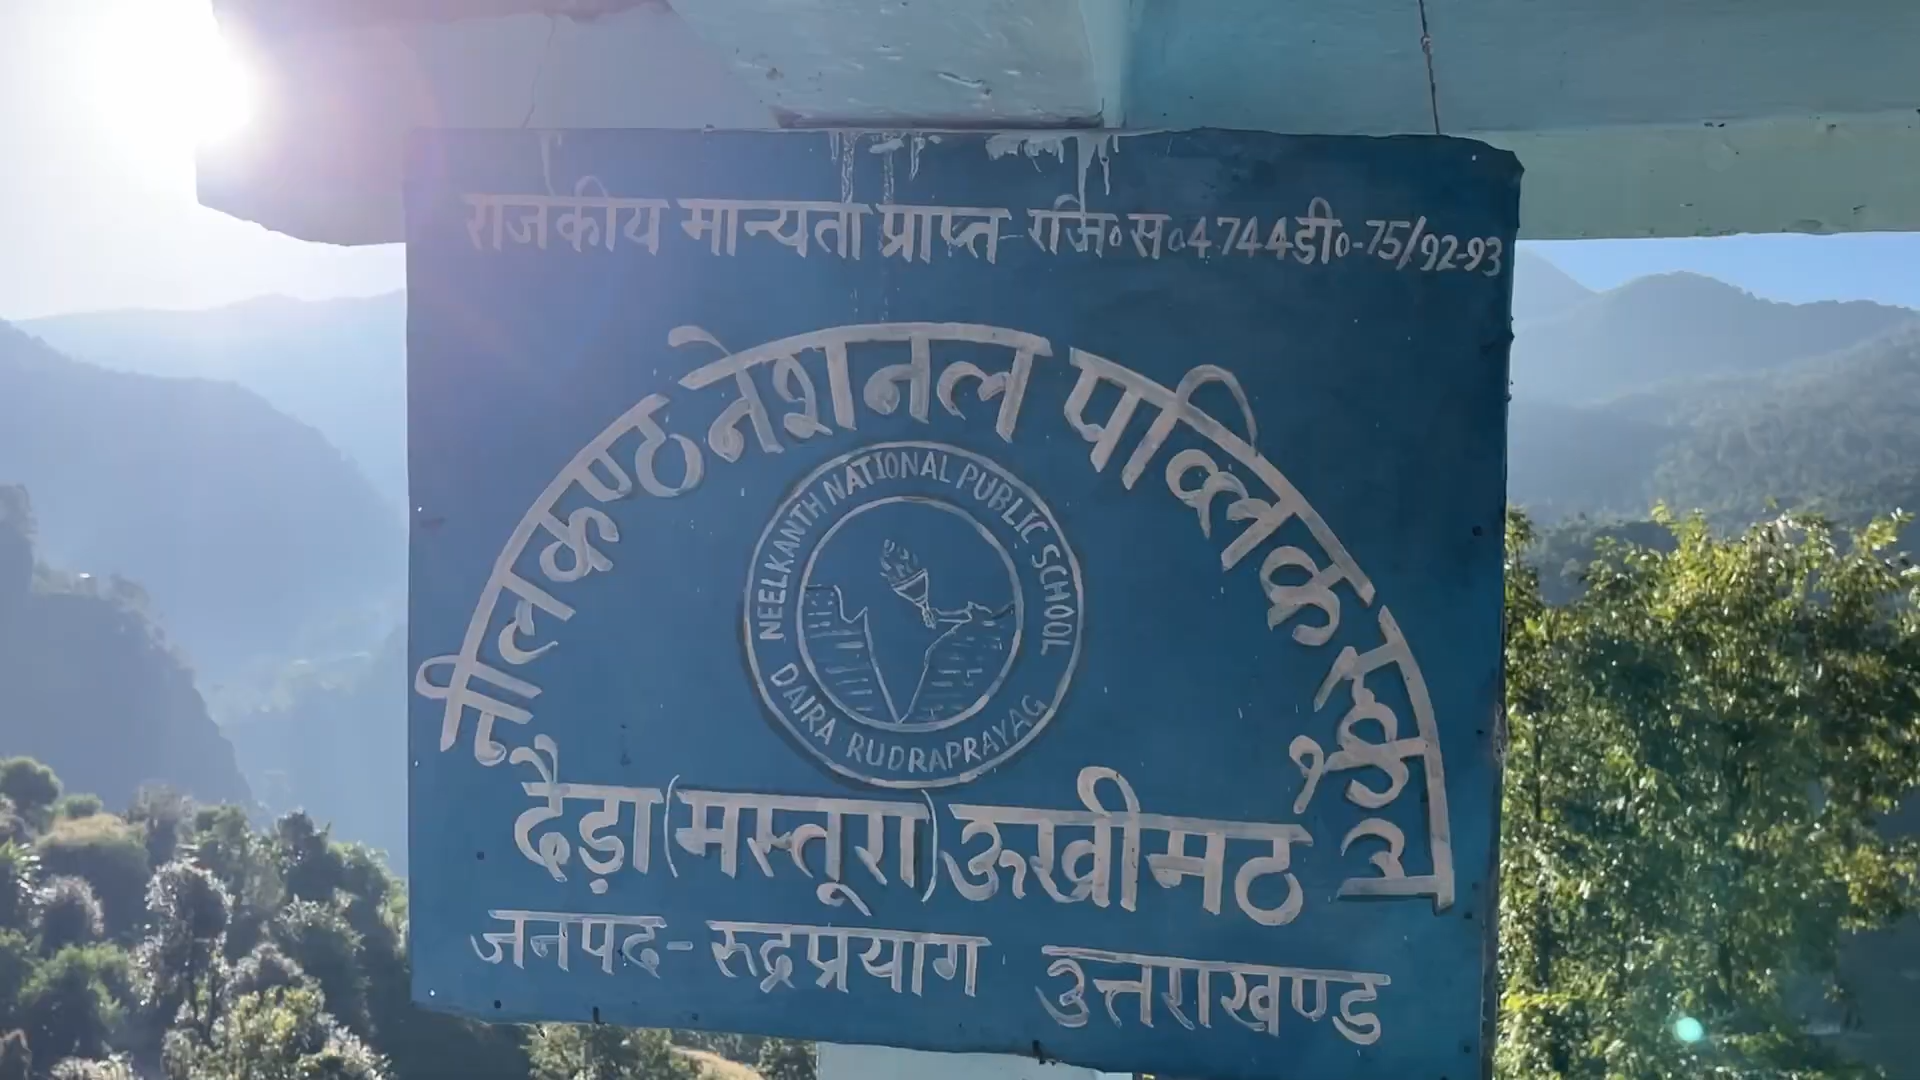 राजकीय मान्यता प्राप्त रजि०स०4744डी०-75/92-93
नीलकण्ठ नेशनल पब्लिक स्कूल
NEELKANTH NATIONAL PUBLIC SCHOOL
DAIRA RUDRAPRAYAG
दैड़ा (मस्तूरा) ऊखीमठ
जनपद-रुद्रप्रयाग उत्तराखण्ड